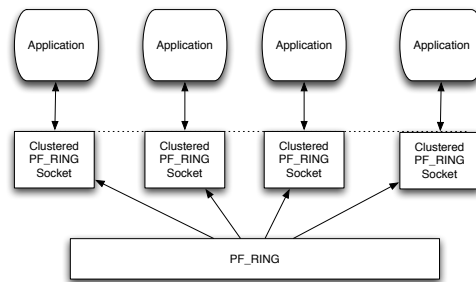 Application
Application
Application
Application
Clustered
PF_RING
Socket
Clustered
PF_RING
Socket
Clustered
PF_RING
Socket
Clustered
PF_RING
Socket
PF_RING